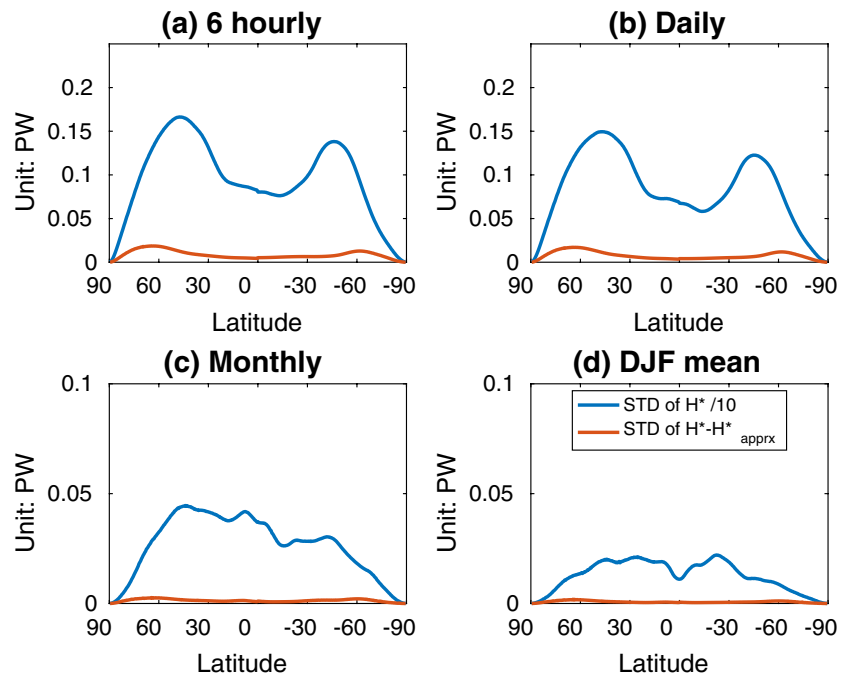 (a) 6 hourly
Unit: PW
0.2
0.15
0.1
0.05
0
90 60 30 0 -30 -60 -90
Latitude
(b) Daily
Unit: PW
0.2
0.15
0.1
0.05
0
90 60 30 0 -30 -60 -90
Latitude
(c) Monthly
Unit: PW
0.1
0.05
0
90 60 30 0 -30 -60 -90
Latitude
(d) DJF mean
Unit: PW
0.1
0.05
0
STD of H* /10
STD of H*-H* apprx
90 60 30 0 -30 -60 -90
Latitude